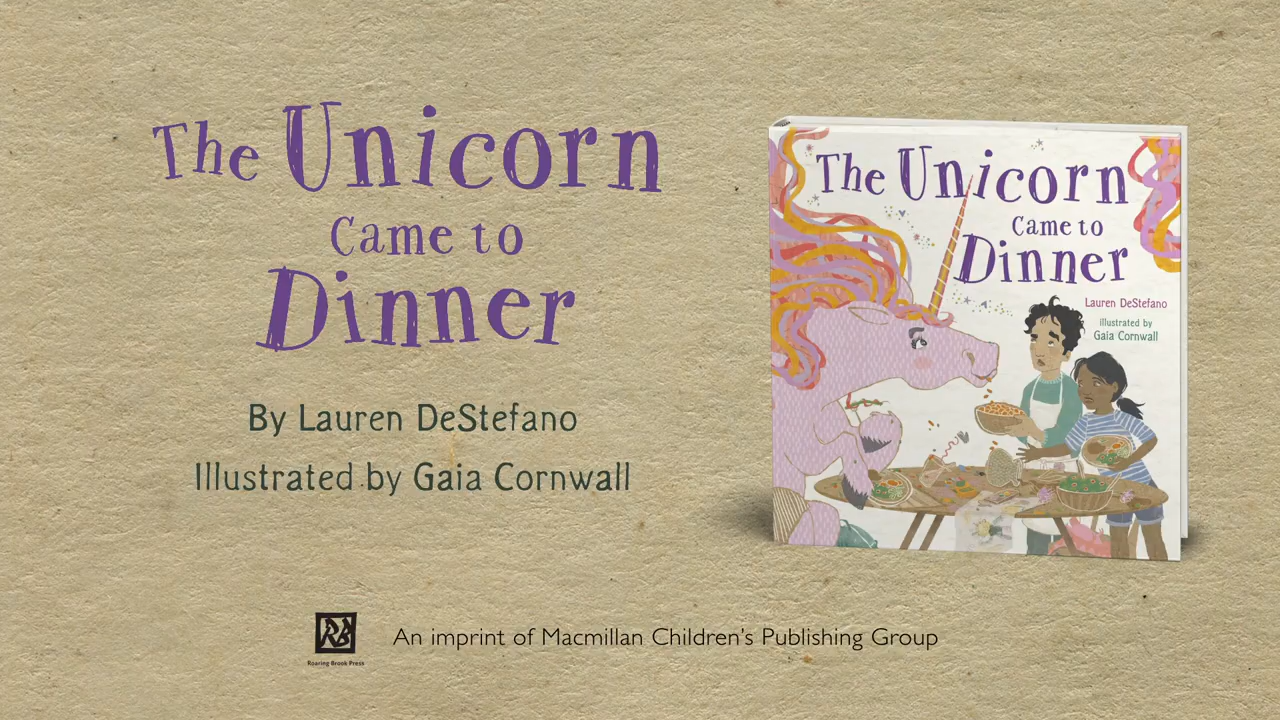 The Unicorn
Came to
Dinner
By Lauren DeStefano
Illustrated by Gaia Cornwall
The Unicorn
Came to
Dinner
Lauren DeStefano
illustrated by
Gaia Cornwall
RB
Roaring Brook Press
An imprint of Macmillan Children's Publishing Group